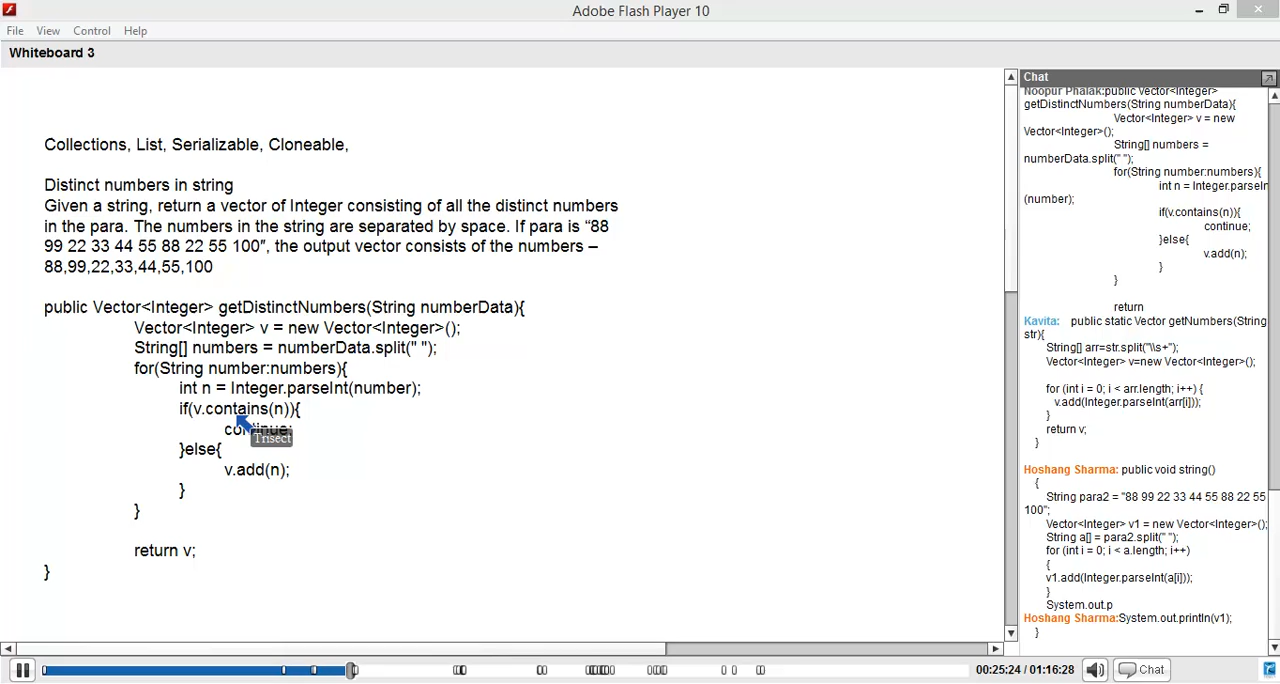 Adobe Flash Player 10
File View Control Help
Whiteboard 3
Collections, List, Serializable, Cloneable,
Distinct numbers in string
Given a string, return a vector of Integer consisting of all the distinct numbers
in the para. The numbers in the string are separated by space. If para is “88
99 22 33 44 55 88 22 55 100″, the output vector consists of the numbers –
88,99,22,33,44,55,100
public Vector<Integer> getDistinctNumbers(String numberData){
Vector<Integer> v = new Vector<Integer>();
String[] numbers = numberData.split(" ");
for(String number:numbers){
int n = Integer.parseInt(number);
if(v.contains(n)){
continue;
Trisect
}else{
v.add(n);
}
}
return v;
}
Chat
Noopur Phalak:public Vector<Integer>
getDistinctNumbers(String numberData){
Vector<Integer> v = new
Vector<Integer>();
String[] numbers =
numberData.split(" ");
for(String number:numbers){
int n = Integer.parseIn
(number);
if(v.contains(n)){
continue;
}else{
v.add(n);
}
}
return
Kavita: public static Vector getNumbers(String
str){
String[] arr=str.split("\\s+");
Vector<Integer> v=new Vector<Integer>();
for (int i = 0; i < arr.length; i++) {
v.add(Integer.parseInt(arr[i]));
}
return v;
}
Hoshang Sharma: public void string()
{
String para2 = "88 99 22 33 44 55 88 22 55
100";
Vector<Integer> v1 = new Vector<Integer>();
String a[] = para2.split(" ");
for (int i = 0; i < a.length; i++)
{
v1.add(Integer.parseInt(a[i]));
}
System.out.p
Hoshang Sharma:System.out.println(v1);
}
00:25:24 / 01:16:28
Chat